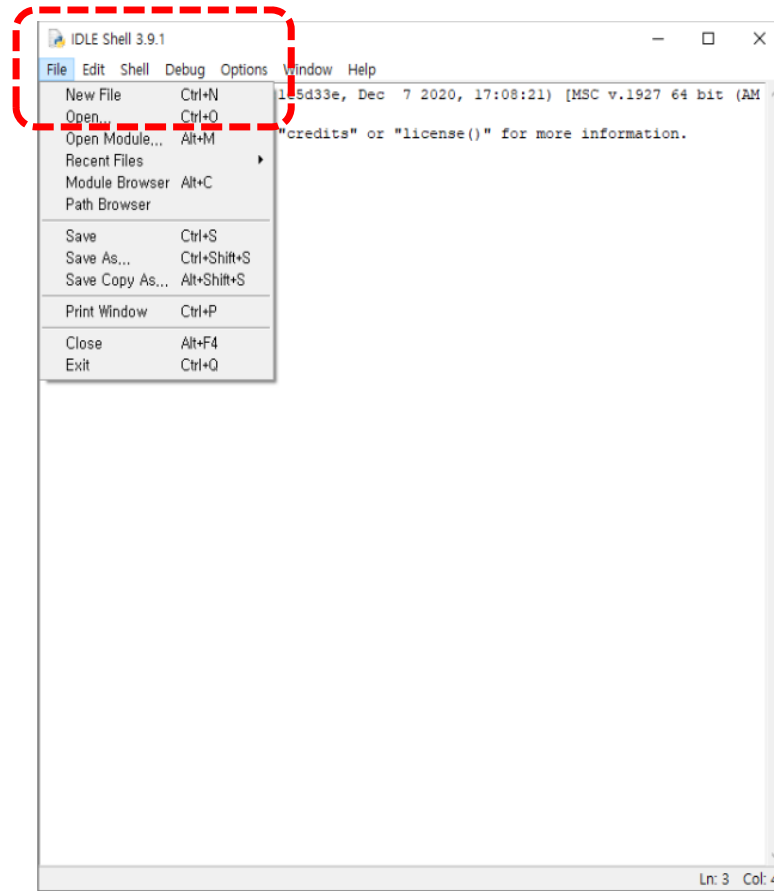 IDLE Shell 3.9.1
File Edit Shell Debug Options Window Help
New File Ctrl+N
1e5d33e, Dec 7 2020, 17:08:21) [MSC v.1927 64 bit (AM
Open... Ctrl+O
"credits" or "license()" for more information.
Open Module... Alt+M
Recent Files
Module Browser Alt+C
Path Browser
Save Ctrl+S
Save As... Ctrl+Shift+S
Save Copy As... Alt+Shift+S
Print Window Ctrl+P
Close Alt+F4
Exit Ctrl+Q
Ln: 3 Col: 4